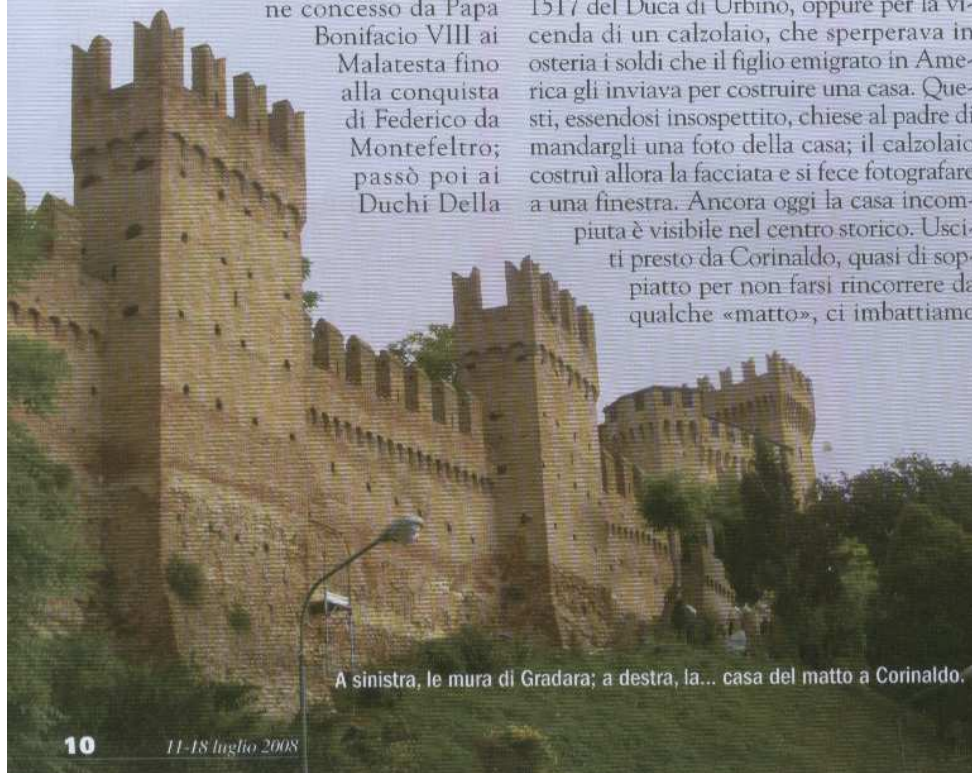 ne concesso da Papa
Bonifacio VIII ai
Malatesta fino
alla conquista
di Federico da
Montefeltro;
passò poi ai
Duchi Della
1517 del Duca di Urbino, oppure per la vi-
cenda di un calzolaio, che sperperava in
osteria i soldi che il figlio emigrato in Ame-
rica gli inviava per costruire una casa. Que-
sti, essendosi insospettito, chiese al padre di
mandargli una foto della casa; il calzolaio
costruì allora la facciata e si fece fotografare
a una finestra. Ancora oggi la casa incom-
piuta è visibile nel centro storico. Usci-
ti presto da Corinaldo, quasi di sop-
piatto per non farsi rincorrere da
qualche «matto», ci imbattiamo
A sinistra, le mura di Gradara; a destra, la... casa del matto a Corinaldo.
10 11-18 luglio 2008